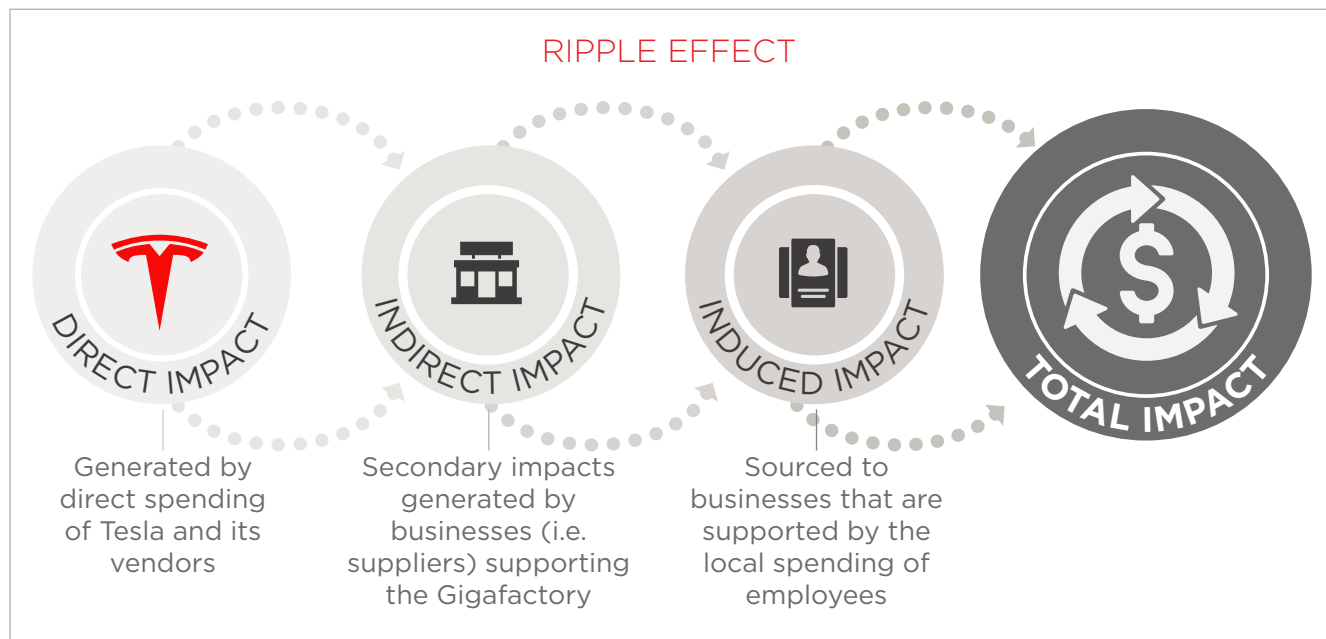 RIPPLE EFFECT
DIRECT IMPACT
Generated by
direct spending
of Tesla and its
vendors
INDIRECT IMPACT
Secondary impacts
generated by
businesses (i.e.
suppliers) supporting
the Gigafactory
INDUCED IMPACT
Sourced to
businesses that are
supported by the
local spending of
employees
$
TOTAL IMPACT